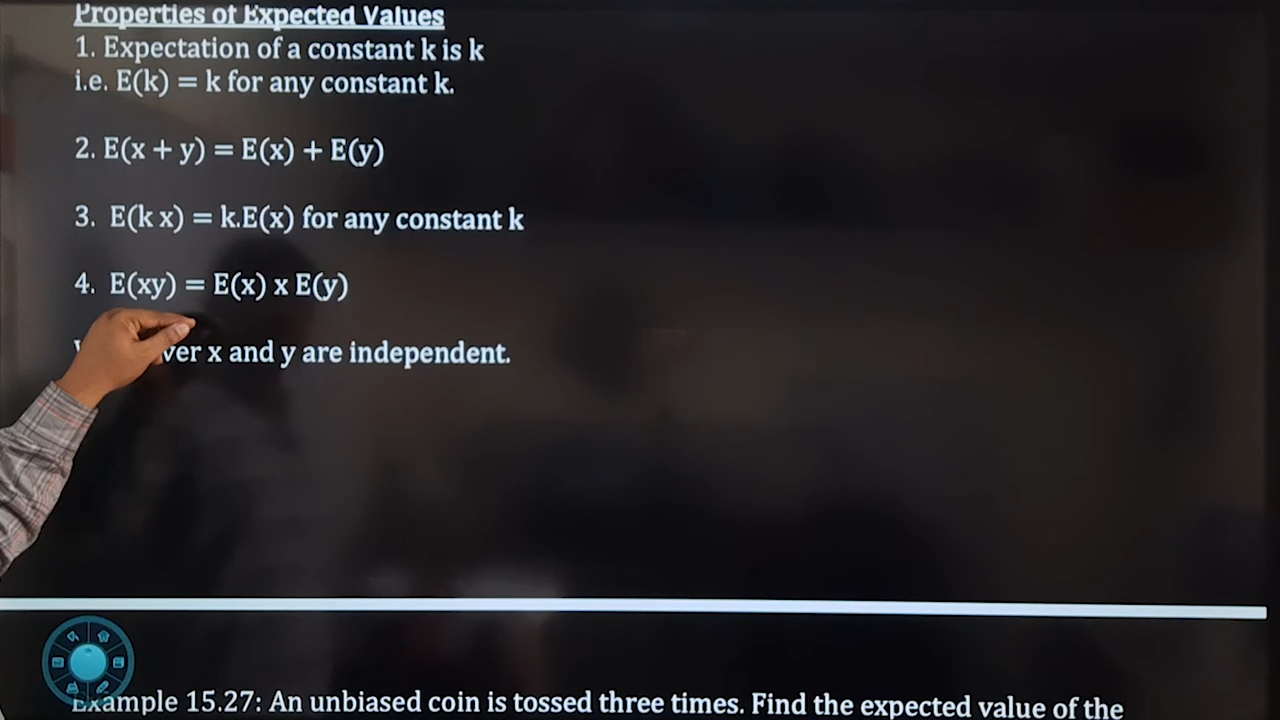 Properties of Expected Values
1. Expectation of a constant k is k
i.e. E(k) = k for any constant k.
2. E(x + y) = E(x) + E(y)
3. E(k x) = k.E(x) for any constant k
4. E(xy) = E(x) x E(y)
x and y are independent.
Example 15.27: An unbiased coin is tossed three times. Find the expected value of the